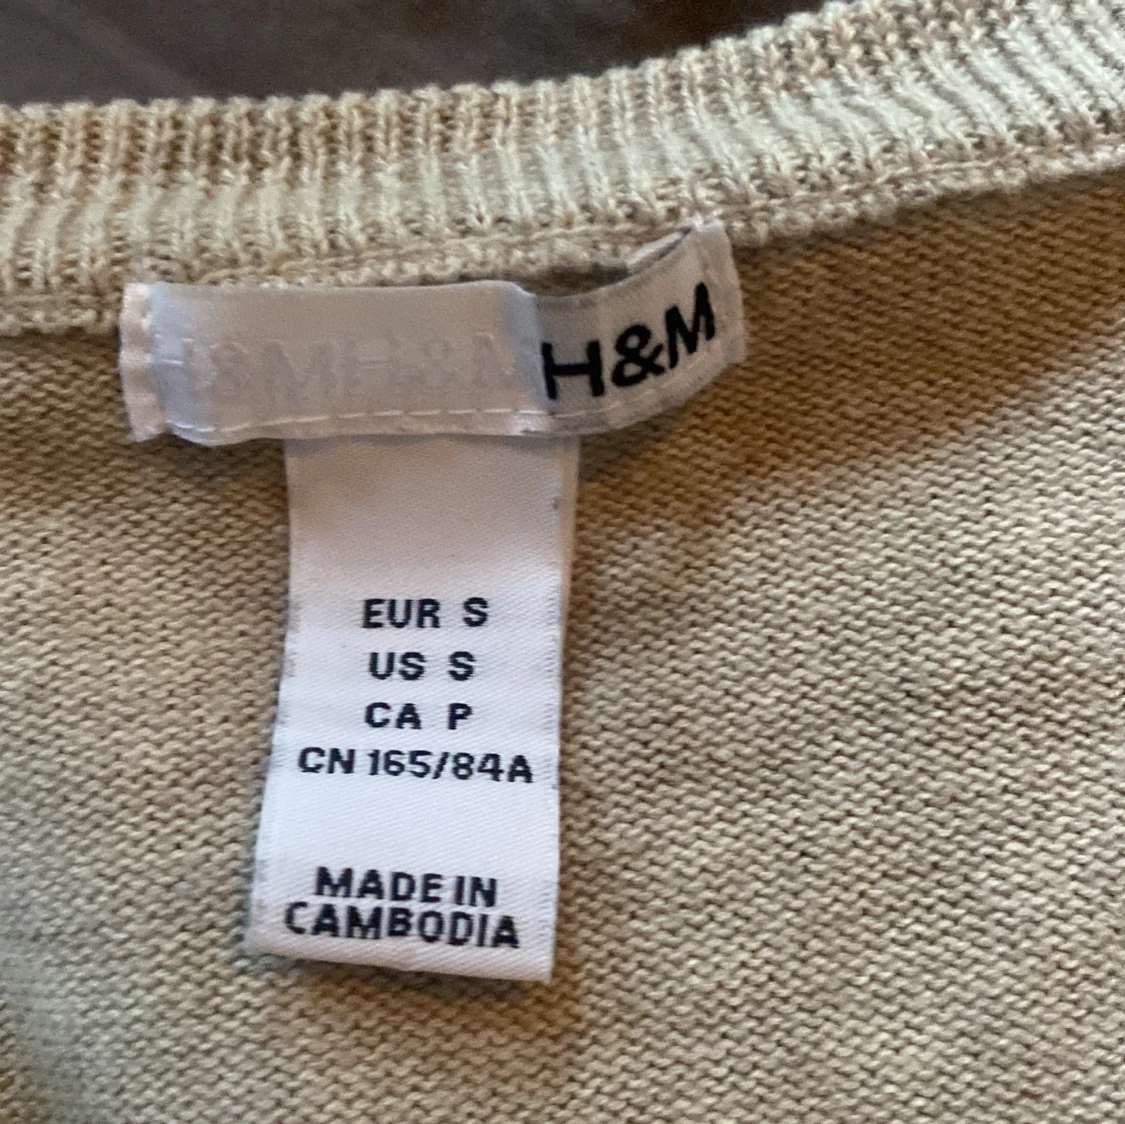 H&M
EUR S
US S
CA P
CN 165/84A
MADE IN
CAMBODIA